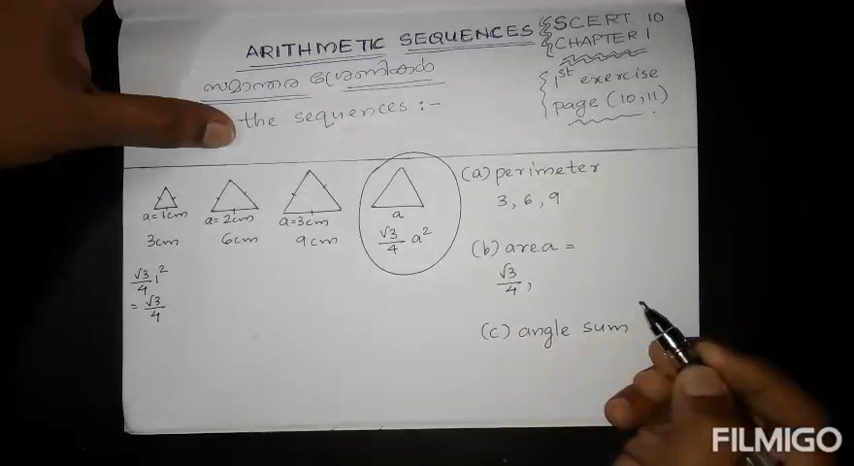 ARITHMETIC SEQUENCES
{SCERT 10
{CHAPTER 1
സമാന്തര ശ്രേണികൾ
{1st exercise
page (10,11)
the sequences :-
a=1cm a=2cm a=3cm a
3cm 6cm 9cm √3/4 a²
√3/4 1²
= √3/4
(a) perimeter
3, 6, 9
(b) area =
√3/4 ,
(c) angle sum
FILMIGO